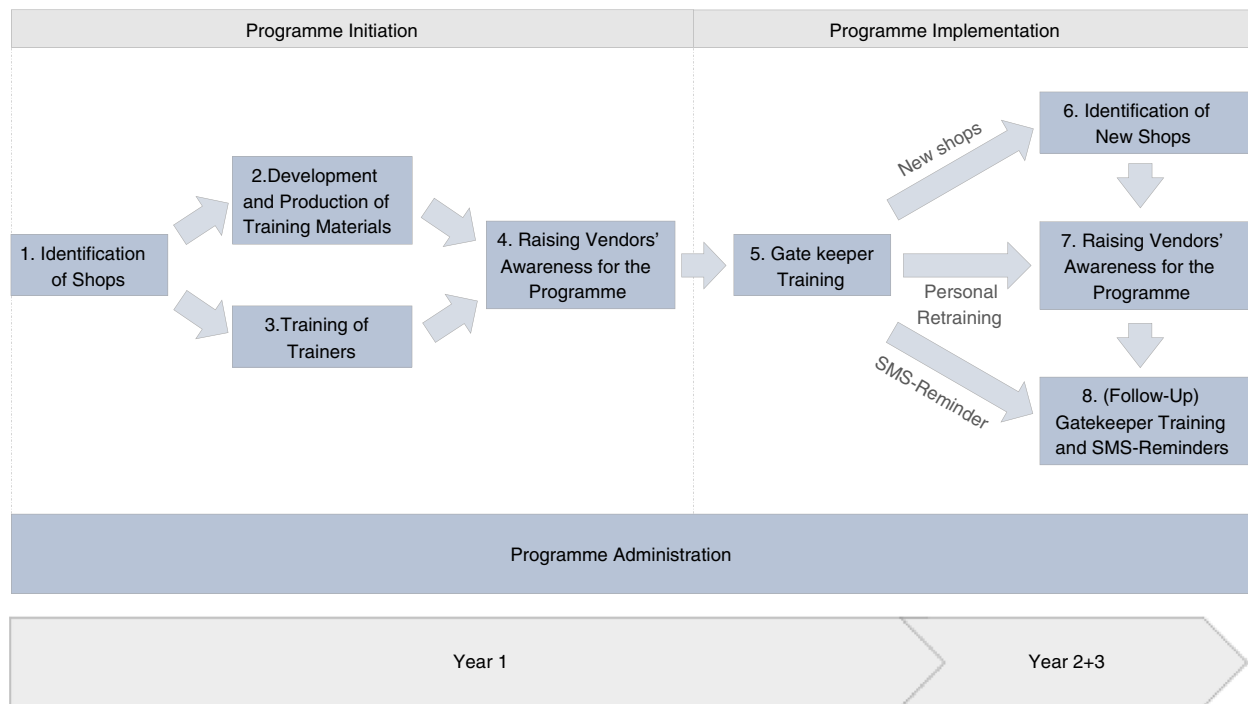 Programme Initiation
Programme Implementation
1. Identification
of Shops
2.Development
and Production of
Training Materials
3.Training of
Trainers
4. Raising Vendors’
Awareness for the
Programme
5. Gate keeper
Training
New shops
Personal
Retraining
SMS-Reminder
6. Identification of
New Shops
7. Raising Vendors’
Awareness for the
Programme
8. (Follow-Up)
Gatekeeper Training
and SMS-Reminders
Programme Administration
Year 1
Year 2+3